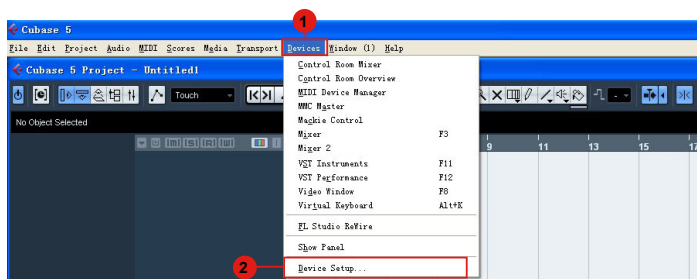 1
Cubase 5
File Edit Project Audio MIDI Scores Media Transport Devices Window (1) Help
Cubase 5 Project - Untitled1
Touch
No Object Selected
9 11 13 15 17
Control Room Mixer
Control Room Overview
MIDI Device Manager
MMC Master
Mackie Control
Mixer F3
Mixer 2
VST Instruments F11
VST Performance F12
Video Window F8
Virtual Keyboard Alt+K
FL Studio ReWire
Show Panel
2 Device Setup...